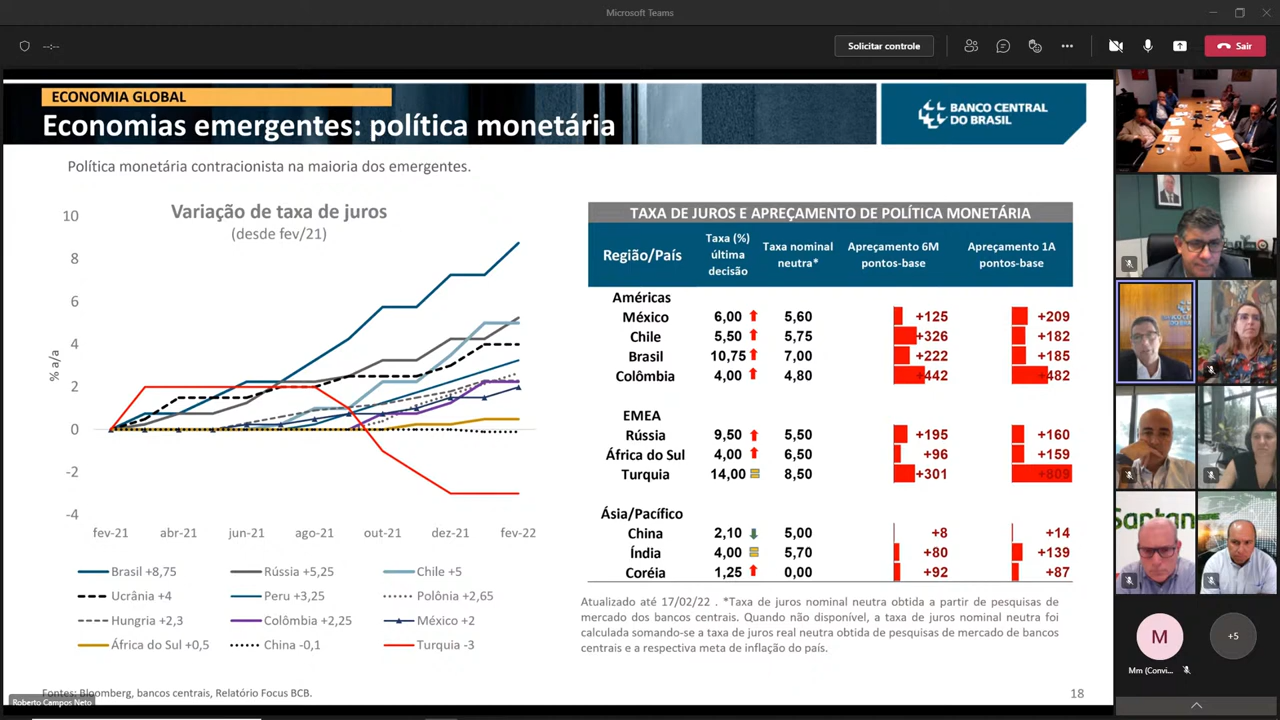 Microsoft Teams
--:--
Solicitar controle
Sair
ECONOMIA GLOBAL
Economias emergentes: política monetária
BANCO CENTRAL
DO BRASIL
Política monetária contracionista na maioria dos emergentes.
Variação de taxa de juros
(desde fev/21)
% a/a
10
8
6
4
2
0
-2
-4
fev-21 abr-21 jun-21 ago-21 out-21 dez-21 fev-22
Brasil +8,75 Rússia +5,25 Chile +5
Ucrânia +4 Peru +3,25 Polônia +2,65
Hungria +2,3 Colômbia +2,25 México +2
África do Sul +0,5 China -0,1 Turquia -3
TAXA DE JUROS E APREÇAMENTO DE POLÍTICA MONETÁRIA
Região/País Taxa (%) última decisão Taxa nominal neutra* Apreçamento 6M pontos-base Apreçamento 1A pontos-base
Américas
México 6,00 5,60 +125 +209
Chile 5,50 5,75 +326 +182
Brasil 10,75 7,00 +222 +185
Colômbia 4,00 4,80 +442 +482
EMEA
Rússia 9,50 5,50 +195 +160
África do Sul 4,00 6,50 +96 +159
Turquia 14,00 8,50 +301 +809
Ásia/Pacífico
China 2,10 5,00 +8 +14
Índia 4,00 5,70 +80 +139
Coréia 1,25 0,00 +92 +87
Atualizado até 17/02/22 . *Taxa de juros nominal neutra obtida a partir de pesquisas de
mercado dos bancos centrais. Quando não disponível, a taxa de juros nominal neutra foi
calculada somando-se a taxa de juros real neutra obtida de pesquisas de mercado de bancos
centrais e a respectiva meta de inflação do país.
Fontes: Bloomberg, bancos centrais, Relatório Focus BCB.
18
Roberto Campos Neto
M
Mm (Convi...
+5